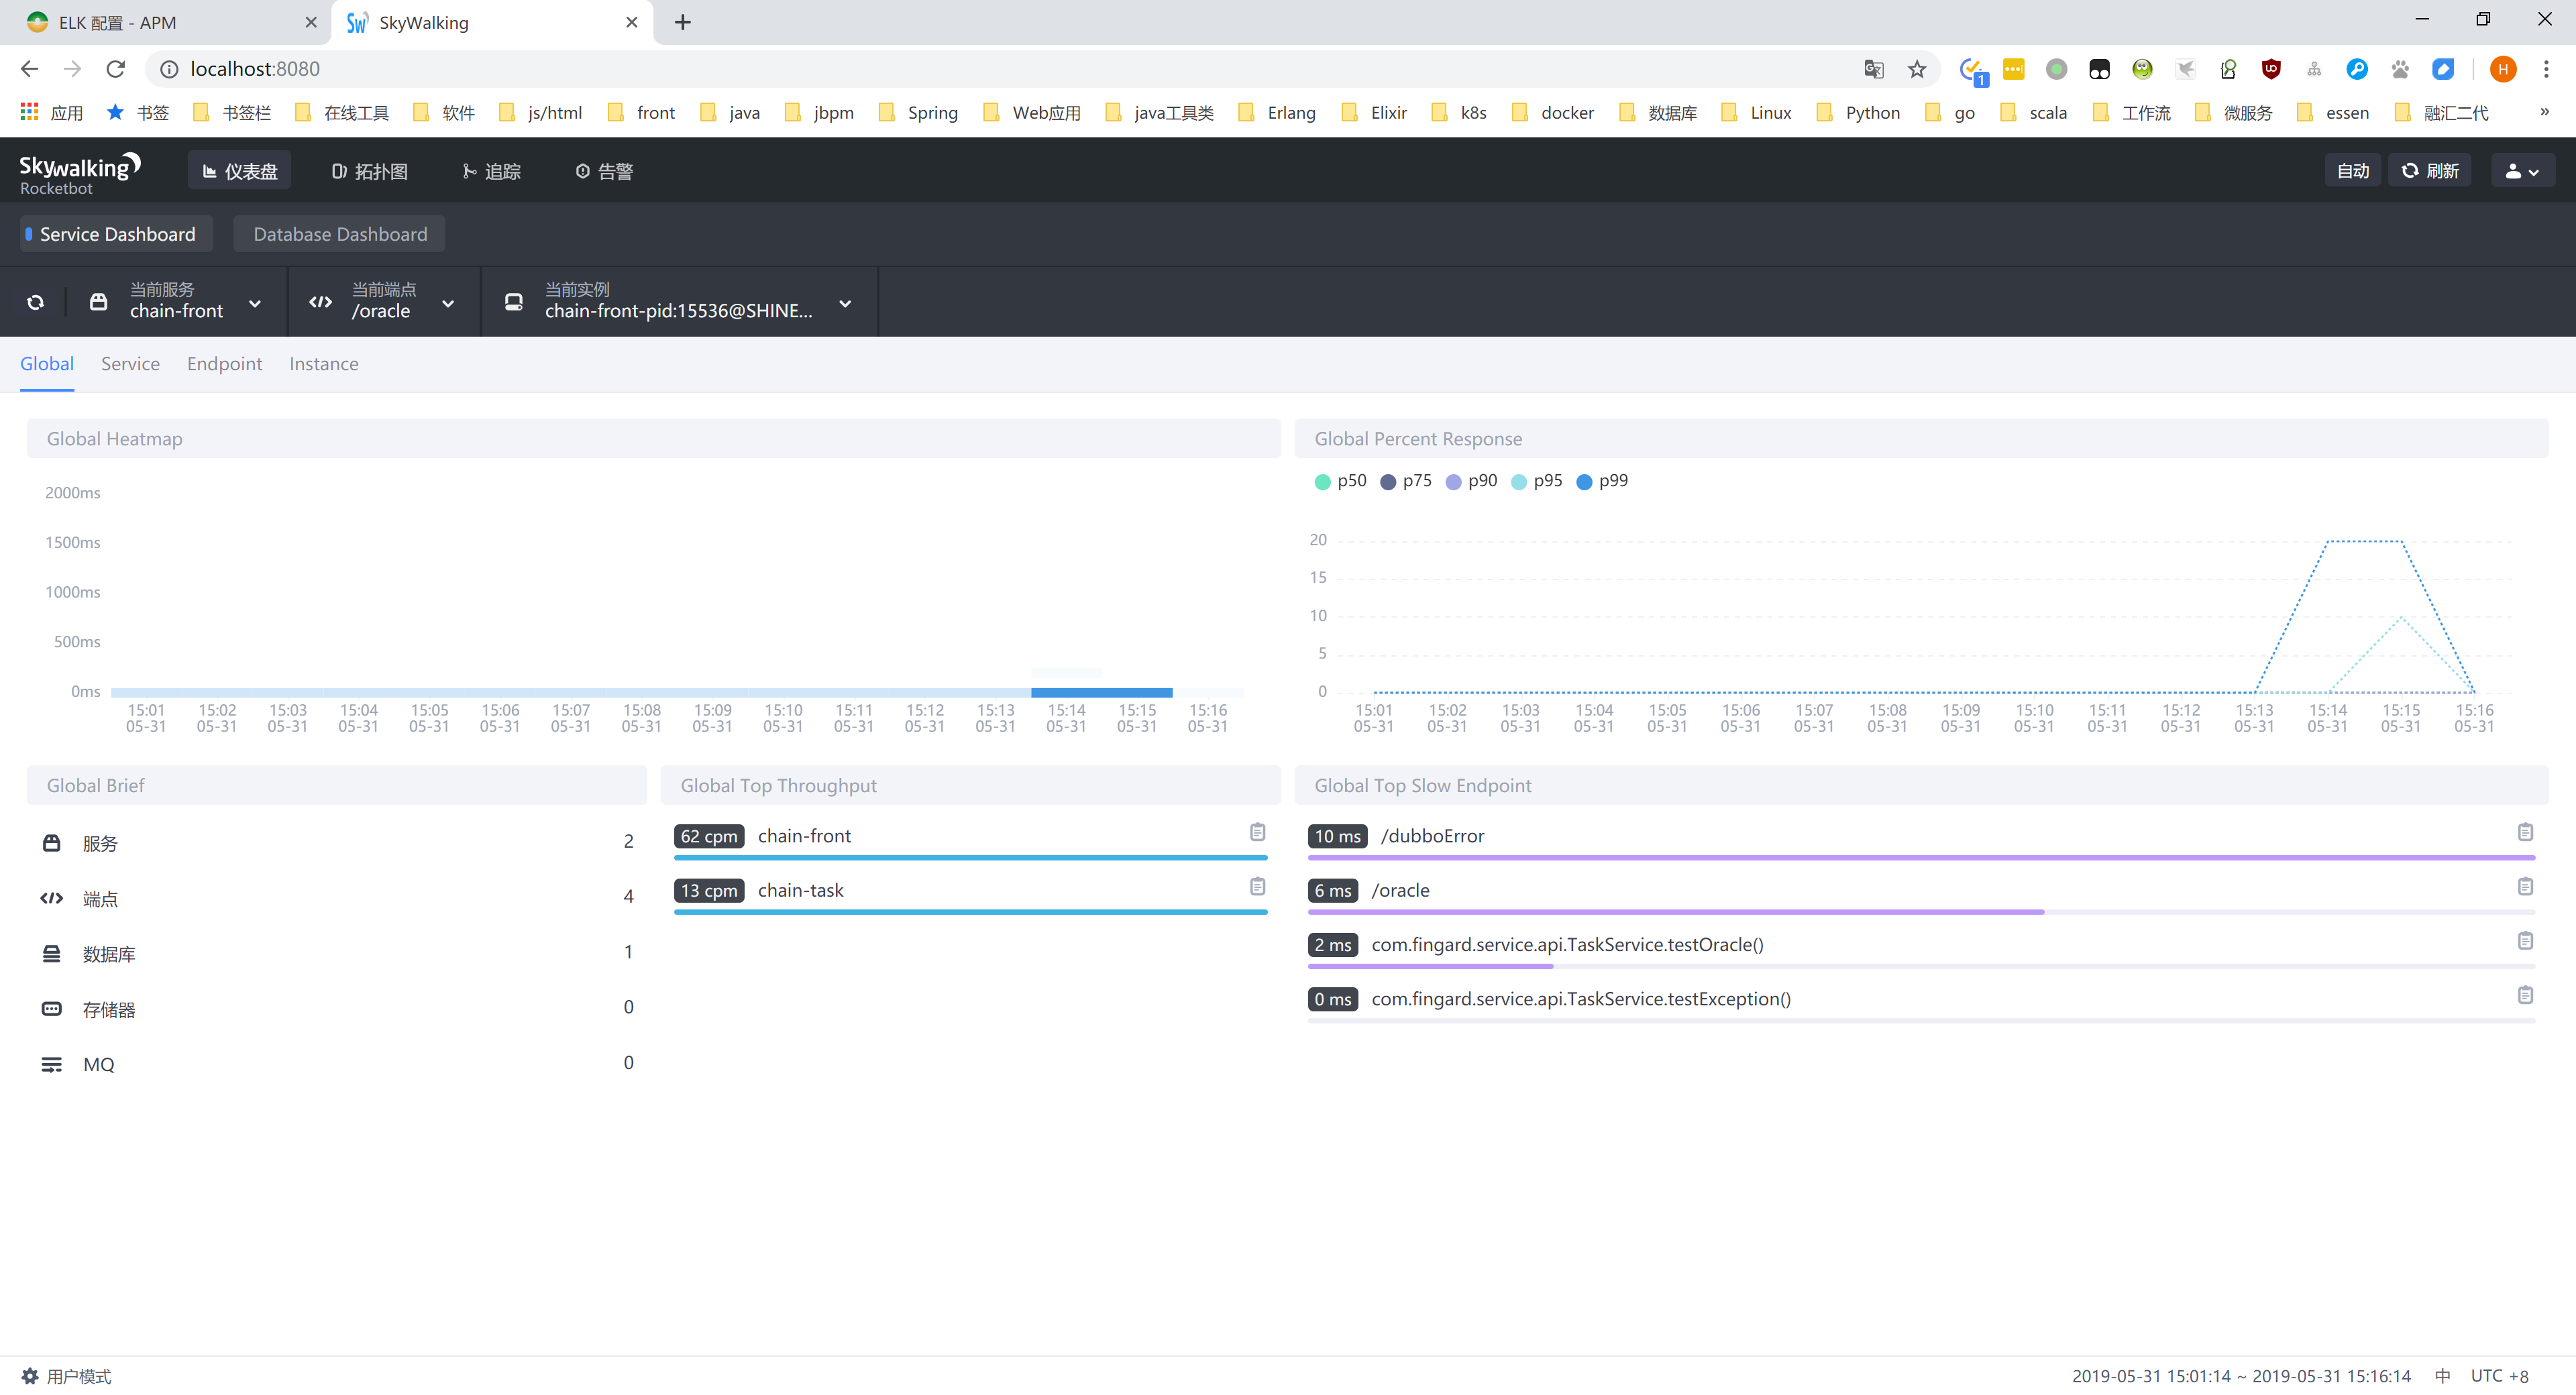 ELK 配置 - APM
SkyWalking
localhost:8080
1
H
应用 书签 书签栏 在线工具 软件 js/html front java jbpm Spring Web应用 java工具类 Erlang Elixir k8s docker 数据库 Linux Python go scala 工作流 微服务 essen 融汇二代 »
Skywalking
Rocketbot
仪表盘 拓扑图 追踪 告警 自动 刷新
Service Dashboard Database Dashboard
当前服务
chain-front
当前端点
/oracle
当前实例
chain-front-pid:15536@SHINE...
Global Service Endpoint Instance
Global Heatmap
2000ms
1500ms
1000ms
500ms
0ms
15:01 15:02 15:03 15:04 15:05 15:06 15:07 15:08 15:09 15:10 15:11 15:12 15:13 15:14 15:15 15:16
05-31 05-31 05-31 05-31 05-31 05-31 05-31 05-31 05-31 05-31 05-31 05-31 05-31 05-31 05-31 05-31
Global Percent Response
p50 p75 p90 p95 p99
20
15
10
5
0
15:01 15:02 15:03 15:04 15:05 15:06 15:07 15:08 15:09 15:10 15:11 15:12 15:13 15:14 15:15 15:16
05-31 05-31 05-31 05-31 05-31 05-31 05-31 05-31 05-31 05-31 05-31 05-31 05-31 05-31 05-31 05-31
Global Brief
服务 2
端点 4
数据库 1
存储器 0
MQ 0
Global Top Throughput
62 cpm chain-front
13 cpm chain-task
Global Top Slow Endpoint
10 ms /dubboError
6 ms /oracle
2 ms com.fingard.service.api.TaskService.testOracle()
0 ms com.fingard.service.api.TaskService.testException()
用户模式
2019-05-31 15:01:14 ~ 2019-05-31 15:16:14 中 UTC +8